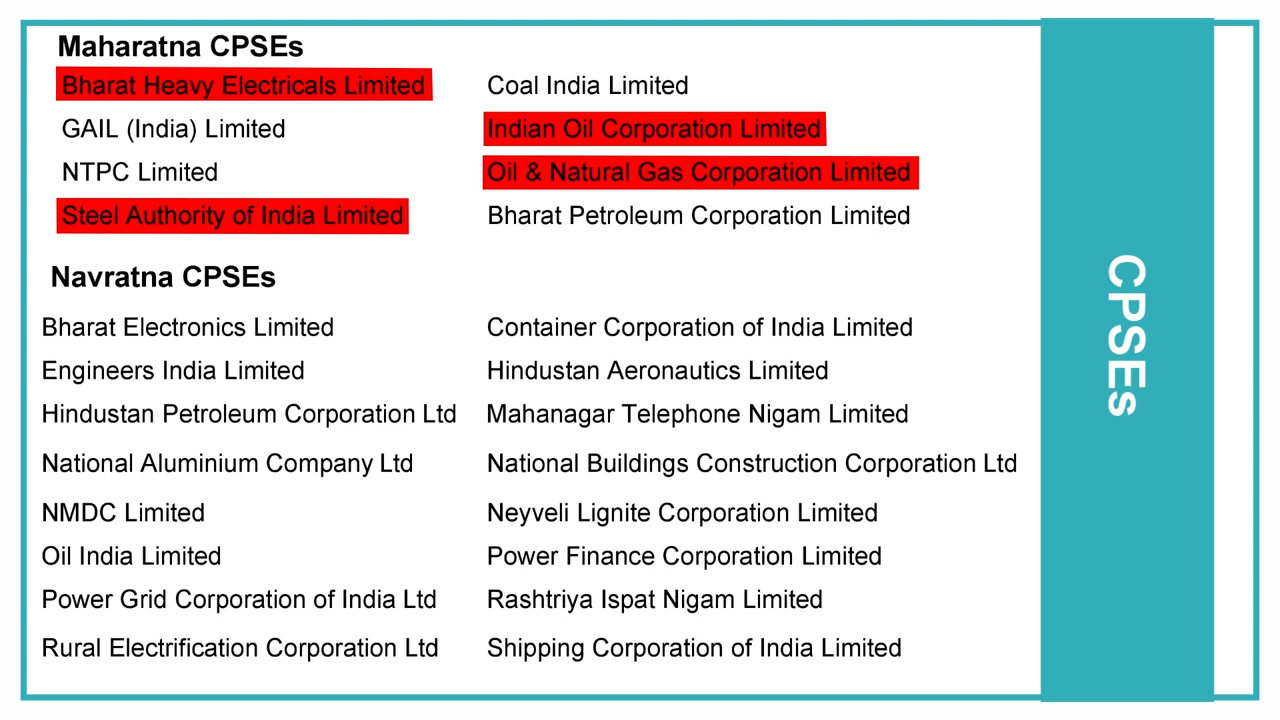 Maharatna CPSEs
Bharat Heavy Electricals Limited Coal India Limited
GAIL (India) Limited Indian Oil Corporation Limited
NTPC Limited Oil & Natural Gas Corporation Limited
Steel Authority of India Limited Bharat Petroleum Corporation Limited
Navratna CPSEs
Bharat Electronics Limited Container Corporation of India Limited
Engineers India Limited Hindustan Aeronautics Limited
Hindustan Petroleum Corporation Ltd Mahanagar Telephone Nigam Limited
National Aluminium Company Ltd National Buildings Construction Corporation Ltd
NMDC Limited Neyveli Lignite Corporation Limited
Oil India Limited Power Finance Corporation Limited
Power Grid Corporation of India Ltd Rashtriya Ispat Nigam Limited
Rural Electrification Corporation Ltd Shipping Corporation of India Limited
CPSEs